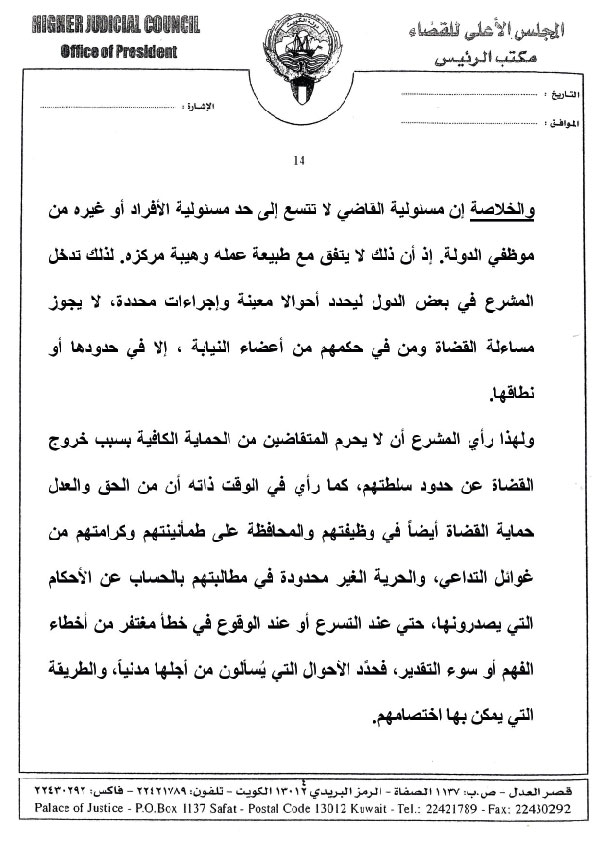 HIGHER JUDICIAL COUNCIL
Office of President
المجلس الأعلى للقضاء
مكتب الرئيس
التاريخ :
الموافق :
الإشارة :
14
والخلاصة إن مسئولية القاضي لا تتسع إلى حد مسئولية الأفراد أو غيره من
موظفي الدولة. إذ أن ذلك لا يتفق مع طبيعة عمله وهيبة مركزه. لذلك تدخل
المشرع في بعض الدول ليحدد أحوالا معينة وإجراءات محددة، لا يجوز
مساءلة القضاة ومن في حكمهم من أعضاء النيابة ، إلا في حدودها أو
نطاقها.
ولهذا رأي المشرع أن لا يحرم المتقاضين من الحماية الكافية بسبب خروج
القضاة عن حدود سلطتهم، كما رأي في الوقت ذاته أن من الحق والعدل
حماية القضاة أيضاً في وظيفتهم والمحافظة على طمأنينتهم وكرامتهم من
غوائل التداعي، والحرية الغير محدودة في مطالبتهم بالحساب عن الأحكام
التي يصدرونها، حتي عند التسرع أو عند الوقوع في خطأ مغتفر من أخطاء
الفهم أو سوء التقدير، فحدَّد الأحوال التي يُسألون من أجلها مدنياً، والطريقة
التي يمكن بها اختصامهم.
قصر العدل - ص.ب: ١١٣٧ الصفاة - الرمز البريدي ١٣٠١٢ الكويت - تلفون: ٢٢٤٢١٧٨٩ - فاكس: ٢٢٤٣٠٢٩٢
Palace of Justice - P.O.Box 1137 Safat - Postal Code 13012 Kuwait - Tel.: 22421789 - Fax: 22430292